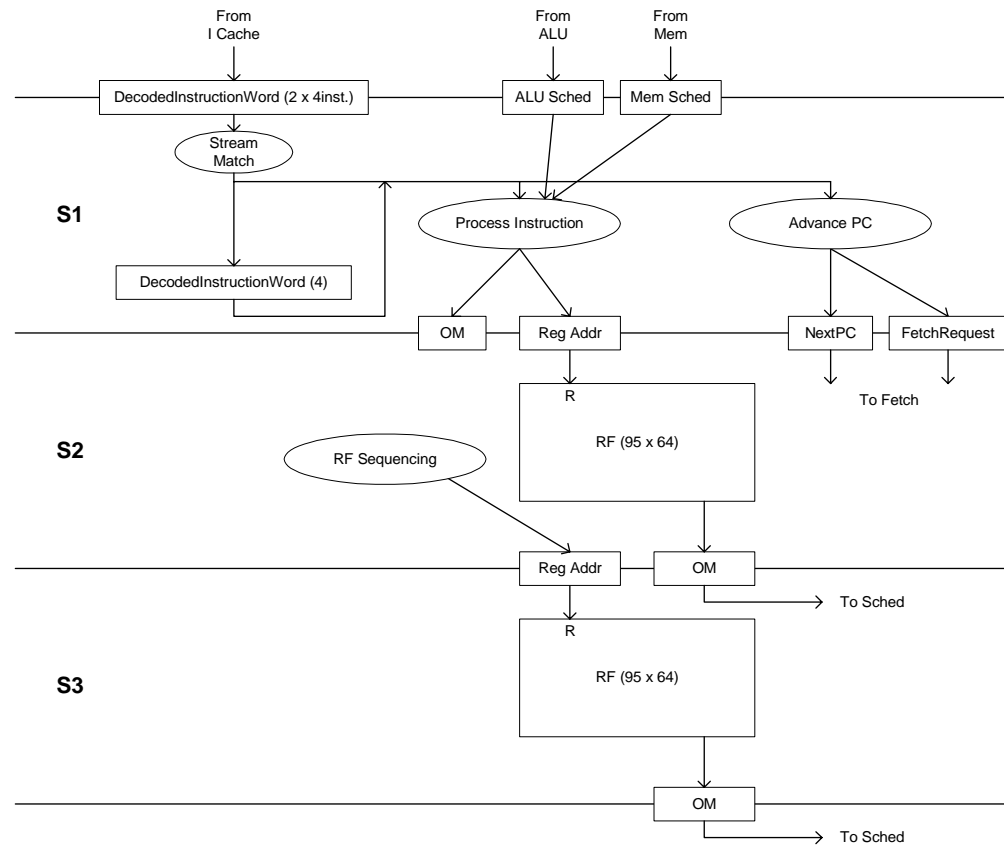 From
I Cache
From
ALU
From
Mem
DecodedInstructionWord (2 x 4inst.)
ALU Sched
Mem Sched
Stream
Match
S1
Process Instruction
Advance PC
DecodedInstructionWord (4)
OM
Reg Addr
NextPC
FetchRequest
R
To Fetch
S2
RF (95 x 64)
RF Sequencing
Reg Addr
OM
To Sched
R
S3
RF (95 x 64)
OM
To Sched